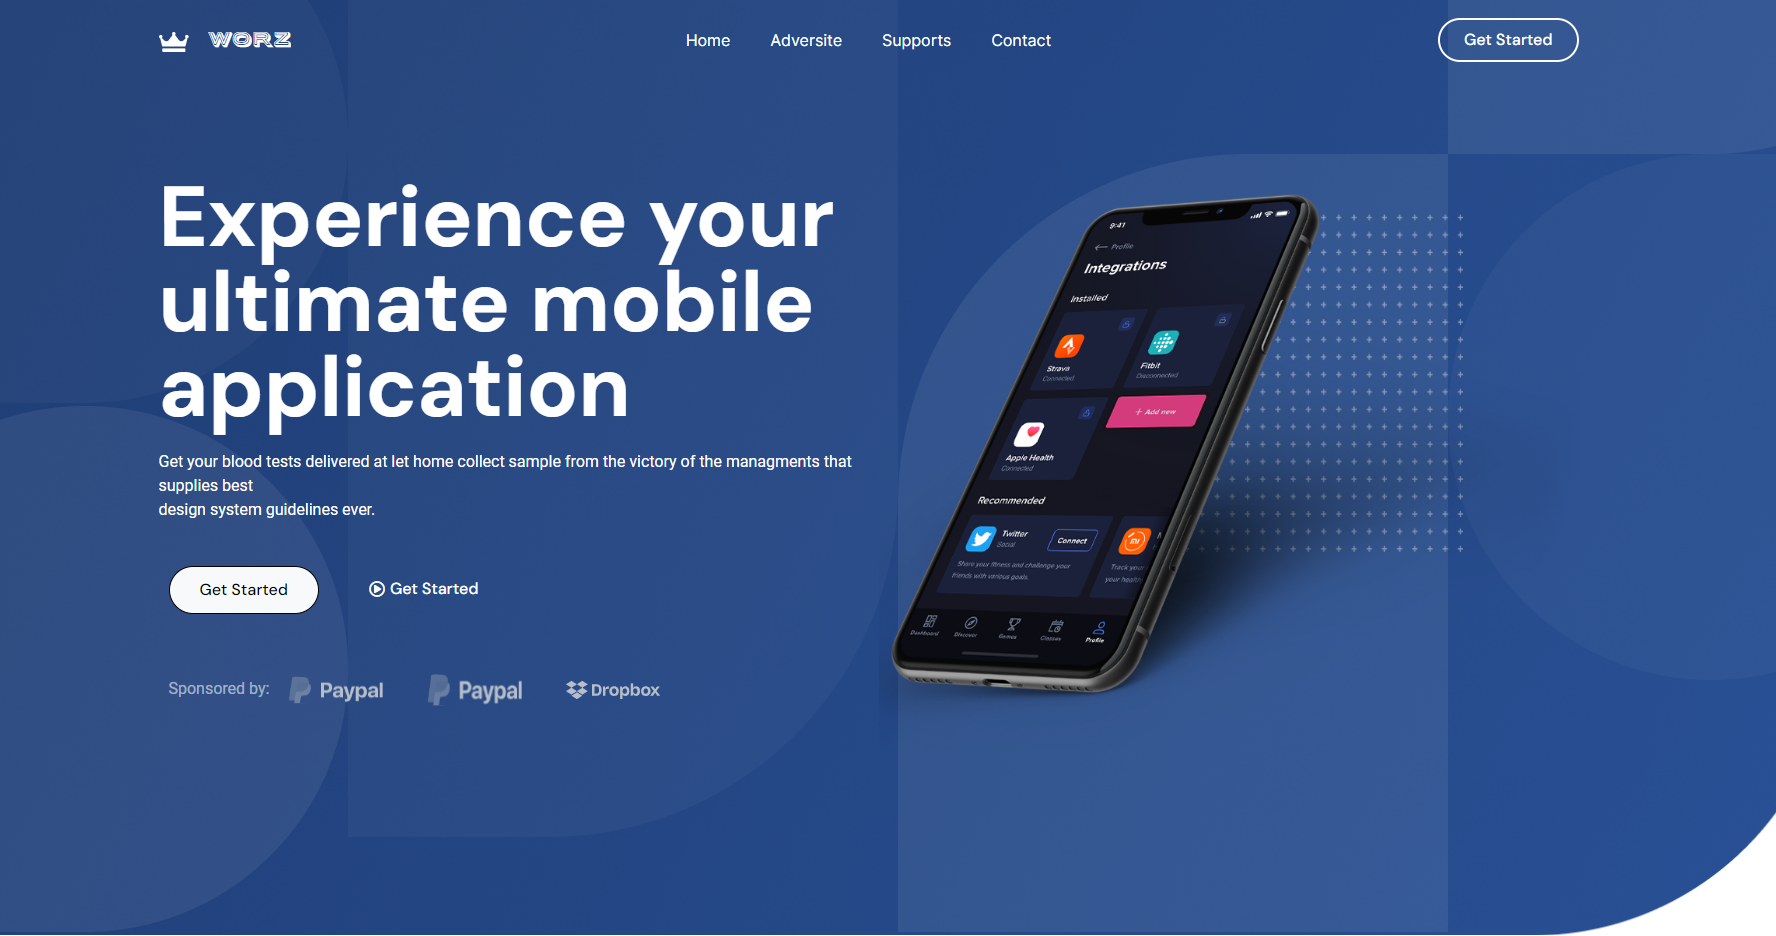 WORZ
Home
Adversite
Supports
Contact
Get Started
Experience your
ultimate mobile
application
Get your blood tests delivered at let home collect sample from the victory of the managments that
supplies best
design system guidelines ever.
Get Started
Get Started
Sponsored by:
Paypal
Paypal
Dropbox
9:41
Profile
Integrations
Installed
Strava
Connected
Fitbit
Disconnected
Apple Health
Connected
+ Add new
Recommended
Twitter
Social
Connect
Share your fitness and challenge your
friends with various goals.
mi
M
Track your
your health
Dashboard
Discover
Games
Classes
Profile